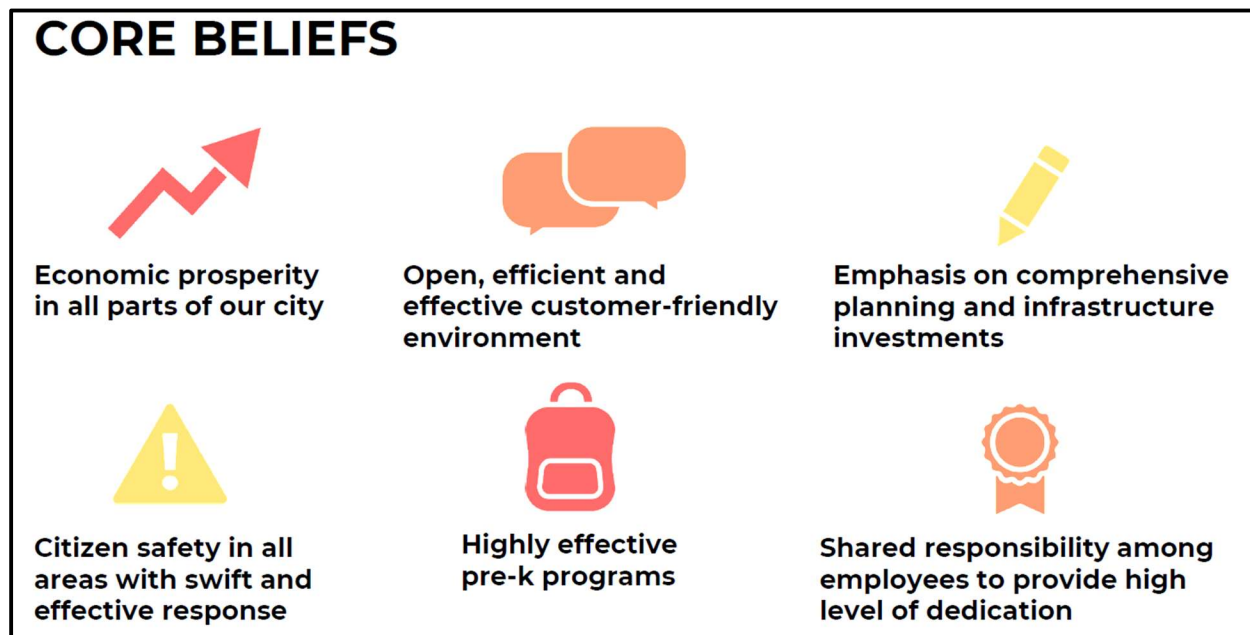 CORE BELIEFS
Economic prosperity
in all parts of our city
Open, efficient and
effective customer-friendly
environment
Emphasis on comprehensive
planning and infrastructure
investments
Citizen safety in all
areas with swift and
effective response
Highly effective
pre-k programs
Shared responsibility among
employees to provide high
level of dedication